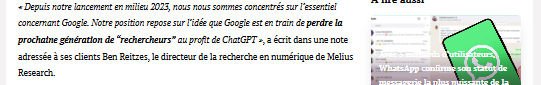 « Depuis notre lancement en milieu 2023, nous nous sommes concentrés sur l'essentiel
concernant Google. Notre position repose sur l'idée que Google est en train de perdre la
prochaine génération de “rechercheurs” au profit de ChatGPT », a écrit dans une note
adressée à ses clients Ben Reitzes, le directeur de la recherche en numérique de Melius
Research.
A lire aussi
utilisateurs,
WhatsApp confirme son statut de
messagerie la plus puissante de la